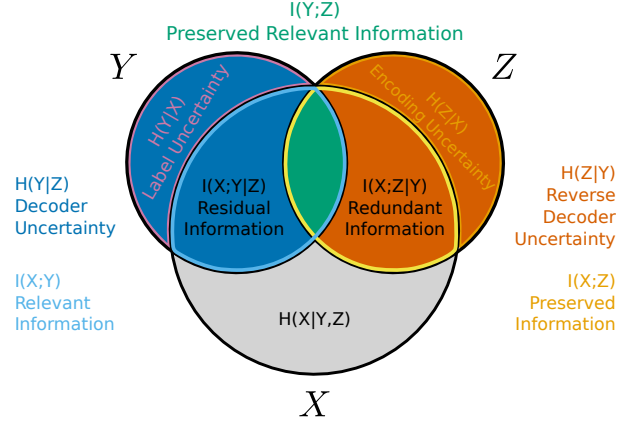 I(Y;Z)
Preserved Relevant Information
Y
Z
H(Y|X)
Label Uncertainty
H(Z|X)
Encoding Uncertainty
H(Y|Z)
Decoder
Uncertainty
I(X;Y|Z)
Residual
Information
I(X;Z|Y)
Redundant
Information
H(Z|Y)
Reverse
Decoder
Uncertainty
I(X;Y)
Relevant
Information
I(X;Z)
Preserved
Information
H(X|Y,Z)
X